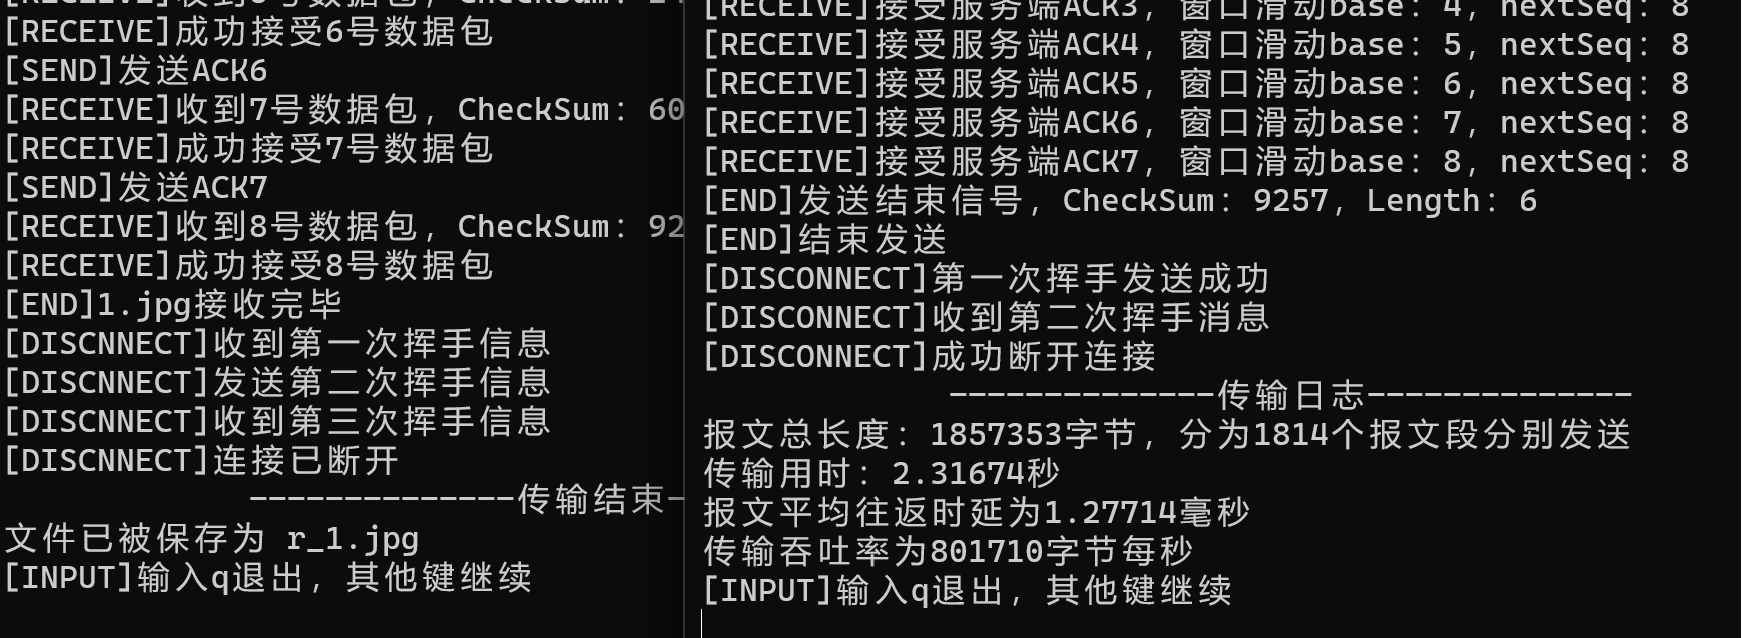 [RECEIVE]成功接受6号数据包
[SEND]发送ACK6
[RECEIVE]收到7号数据包, CheckSum: 60
[RECEIVE]成功接受7号数据包
[SEND]发送ACK7
[RECEIVE]收到8号数据包, CheckSum: 92
[RECEIVE]成功接受8号数据包
[END]1.jpg接收完毕
[DISCNNECT]收到第一次挥手信息
[DISCNNECT]发送第二次挥手信息
[DISCNNECT]收到第三次挥手信息
[DISCNNECT]连接已断开
--------------传输结束-
文件已被保存为 r_1.jpg
[INPUT]输入q退出, 其他键继续
[RECEIVE]接受服务端ACK3, 窗口滑动base: 4, nextSeq: 8
[RECEIVE]接受服务端ACK4, 窗口滑动base: 5, nextSeq: 8
[RECEIVE]接受服务端ACK5, 窗口滑动base: 6, nextSeq: 8
[RECEIVE]接受服务端ACK6, 窗口滑动base: 7, nextSeq: 8
[RECEIVE]接受服务端ACK7, 窗口滑动base: 8, nextSeq: 8
[END]发送结束信号, CheckSum: 9257, Length: 6
[END]结束发送
[DISCONNECT]第一次挥手发送成功
[DISCONNECT]收到第二次挥手消息
[DISCONNECT]成功断开连接
--------------传输日志--------------
报文总长度: 1857353字节, 分为1814个报文段分别发送
传输用时: 2.31674秒
报文平均往返时延为1.27714毫秒
传输吞吐率为801710字节每秒
[INPUT]输入q退出, 其他键继续